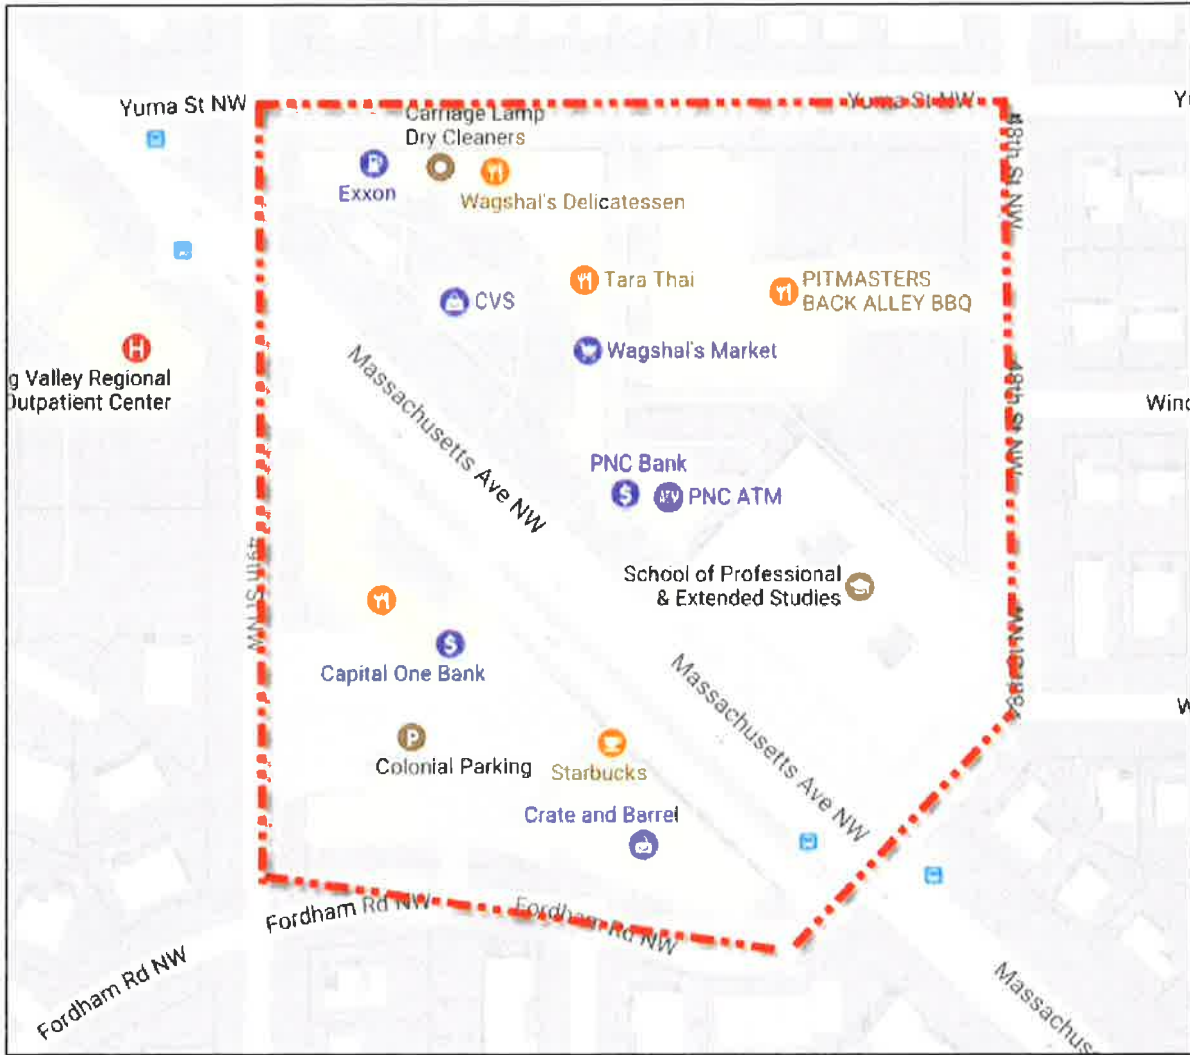 Yuma St NW
Yuma St NW
Yu
Carriage Lamp
Dry Cleaners
48th St NW
Exxon
Wagshal's Delicatessen
Tara Thai
PITMASTERS
BACK ALLEY BBQ
CVS
Wagshal's Market
H
g Valley Regional
Outpatient Center
Massachusetts Ave NW
48th St NW
Wind
PNC Bank
$
ATM
PNC ATM
49th St NW
School of Professional
& Extended Studies
$
Capital One Bank
Massachusetts Ave NW
48th St NW
W
P
Colonial Parking
Starbucks
Crate and Barrel
Fordham Rd NW
Fordham Rd NW
Fordham Rd NW
Massachus